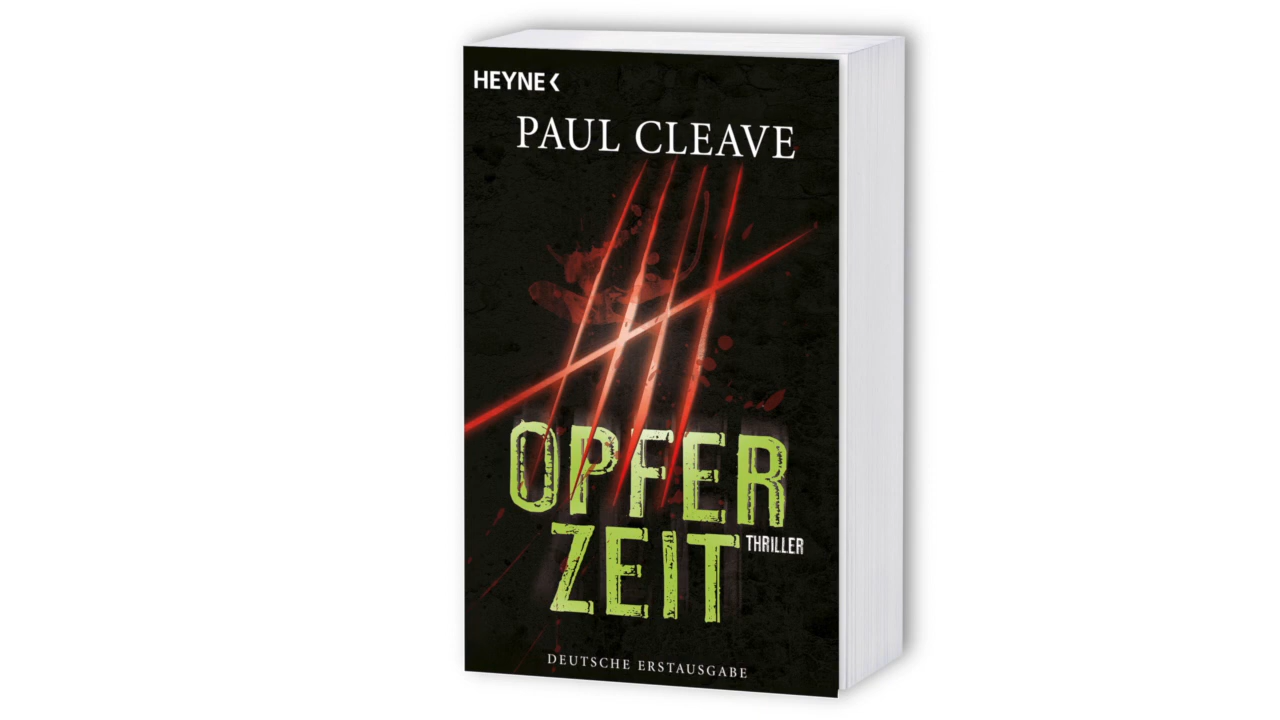 HEYNE<
PAUL CLEAVE
OPFER
ZEIT
THRILLER
DEUTSCHE ERSTAUSGABE